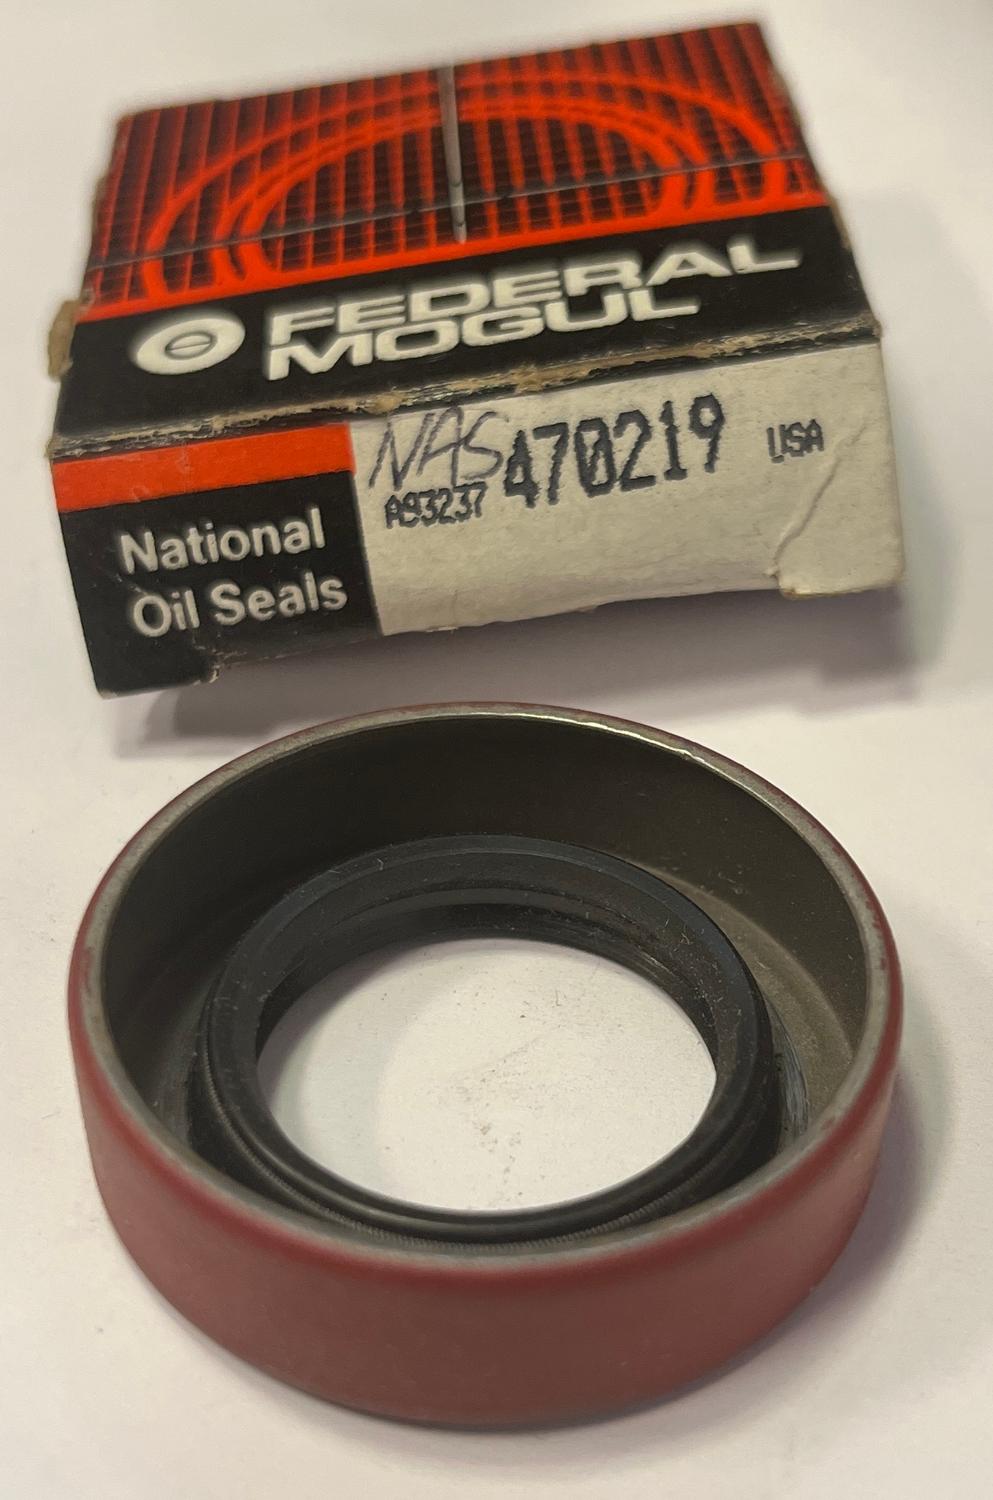 FEDERAL
MOGUL
NAS 470219 USA
A93237
National
Oil Seals